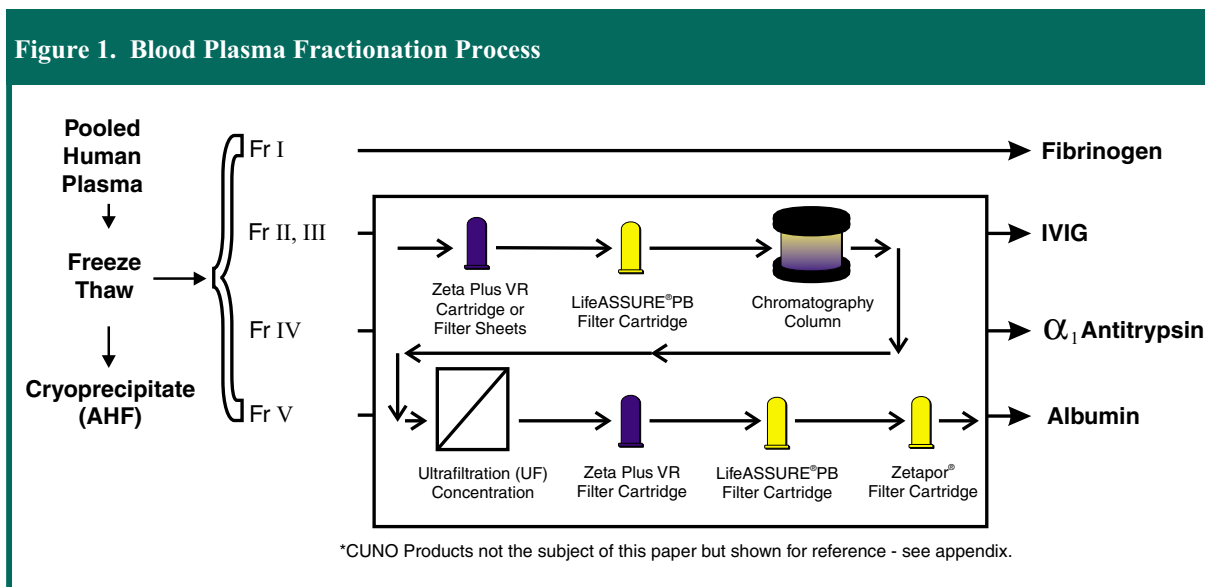 Figure 1. Blood Plasma Fractionation Process
Pooled
Human
Plasma
Freeze
Thaw
Cryoprecipitate
(AHF)
Fr I
Fr II, III
Fr IV
Fr V
Zeta Plus VR
Cartridge or
Filter Sheets
LifeASSURE®PB
Filter Cartridge
Chromatography
Column
Ultrafiltration (UF)
Concentration
Zeta Plus VR
Filter Cartridge
LifeASSURE®PB
Filter Cartridge
Zetapor®
Filter Cartridge
Fibrinogen
IVIG
α₁ Antitrypsin
Albumin
*CUNO Products not the subject of this paper but shown for reference - see appendix.